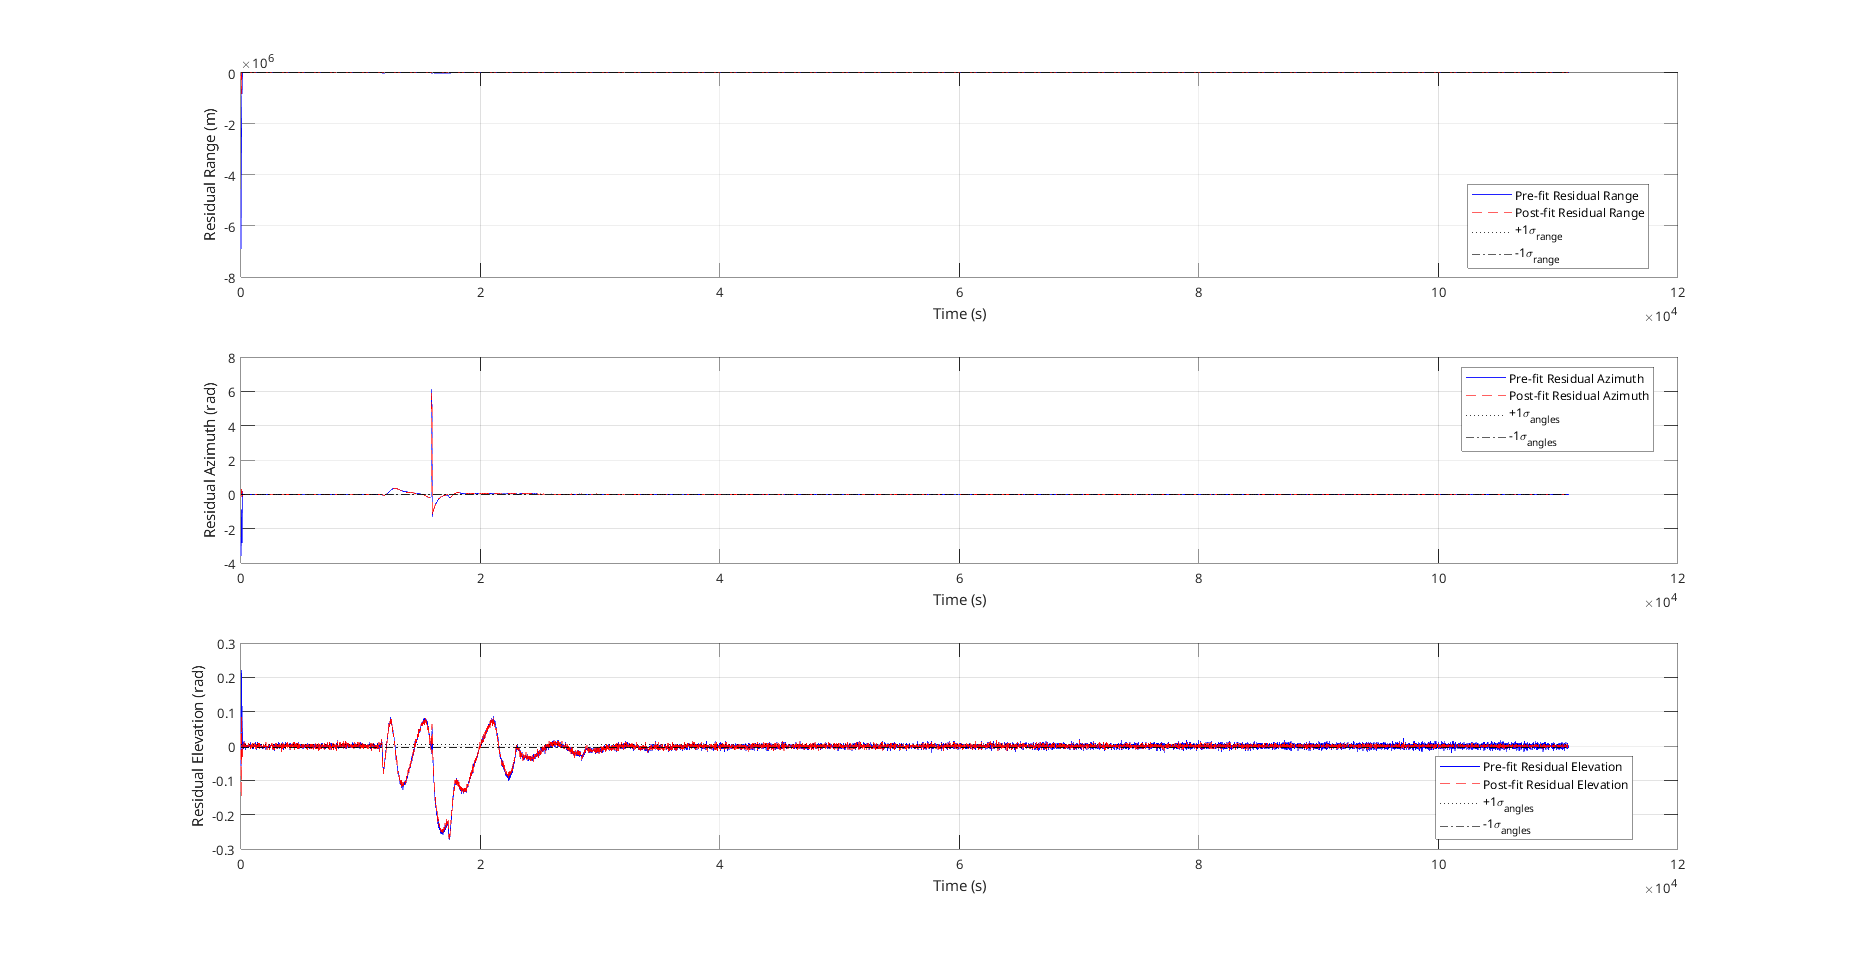 ×10^6
Residual Range (m)
0
-2
-4
-6
-8
Pre-fit Residual Range
Post-fit Residual Range
+1σ_range
-1σ_range
0 2 4 6 8 10 12
Time (s)
×10^4
Residual Azimuth (rad)
8
6
4
2
0
-2
-4
Pre-fit Residual Azimuth
Post-fit Residual Azimuth
+1σ_angles
-1σ_angles
0 2 4 6 8 10 12
Time (s)
×10^4
Residual Elevation (rad)
0.3
0.2
0.1
0
-0.1
-0.2
-0.3
Pre-fit Residual Elevation
Post-fit Residual Elevation
+1σ_angles
-1σ_angles
0 2 4 6 8 10 12
Time (s)
×10^4